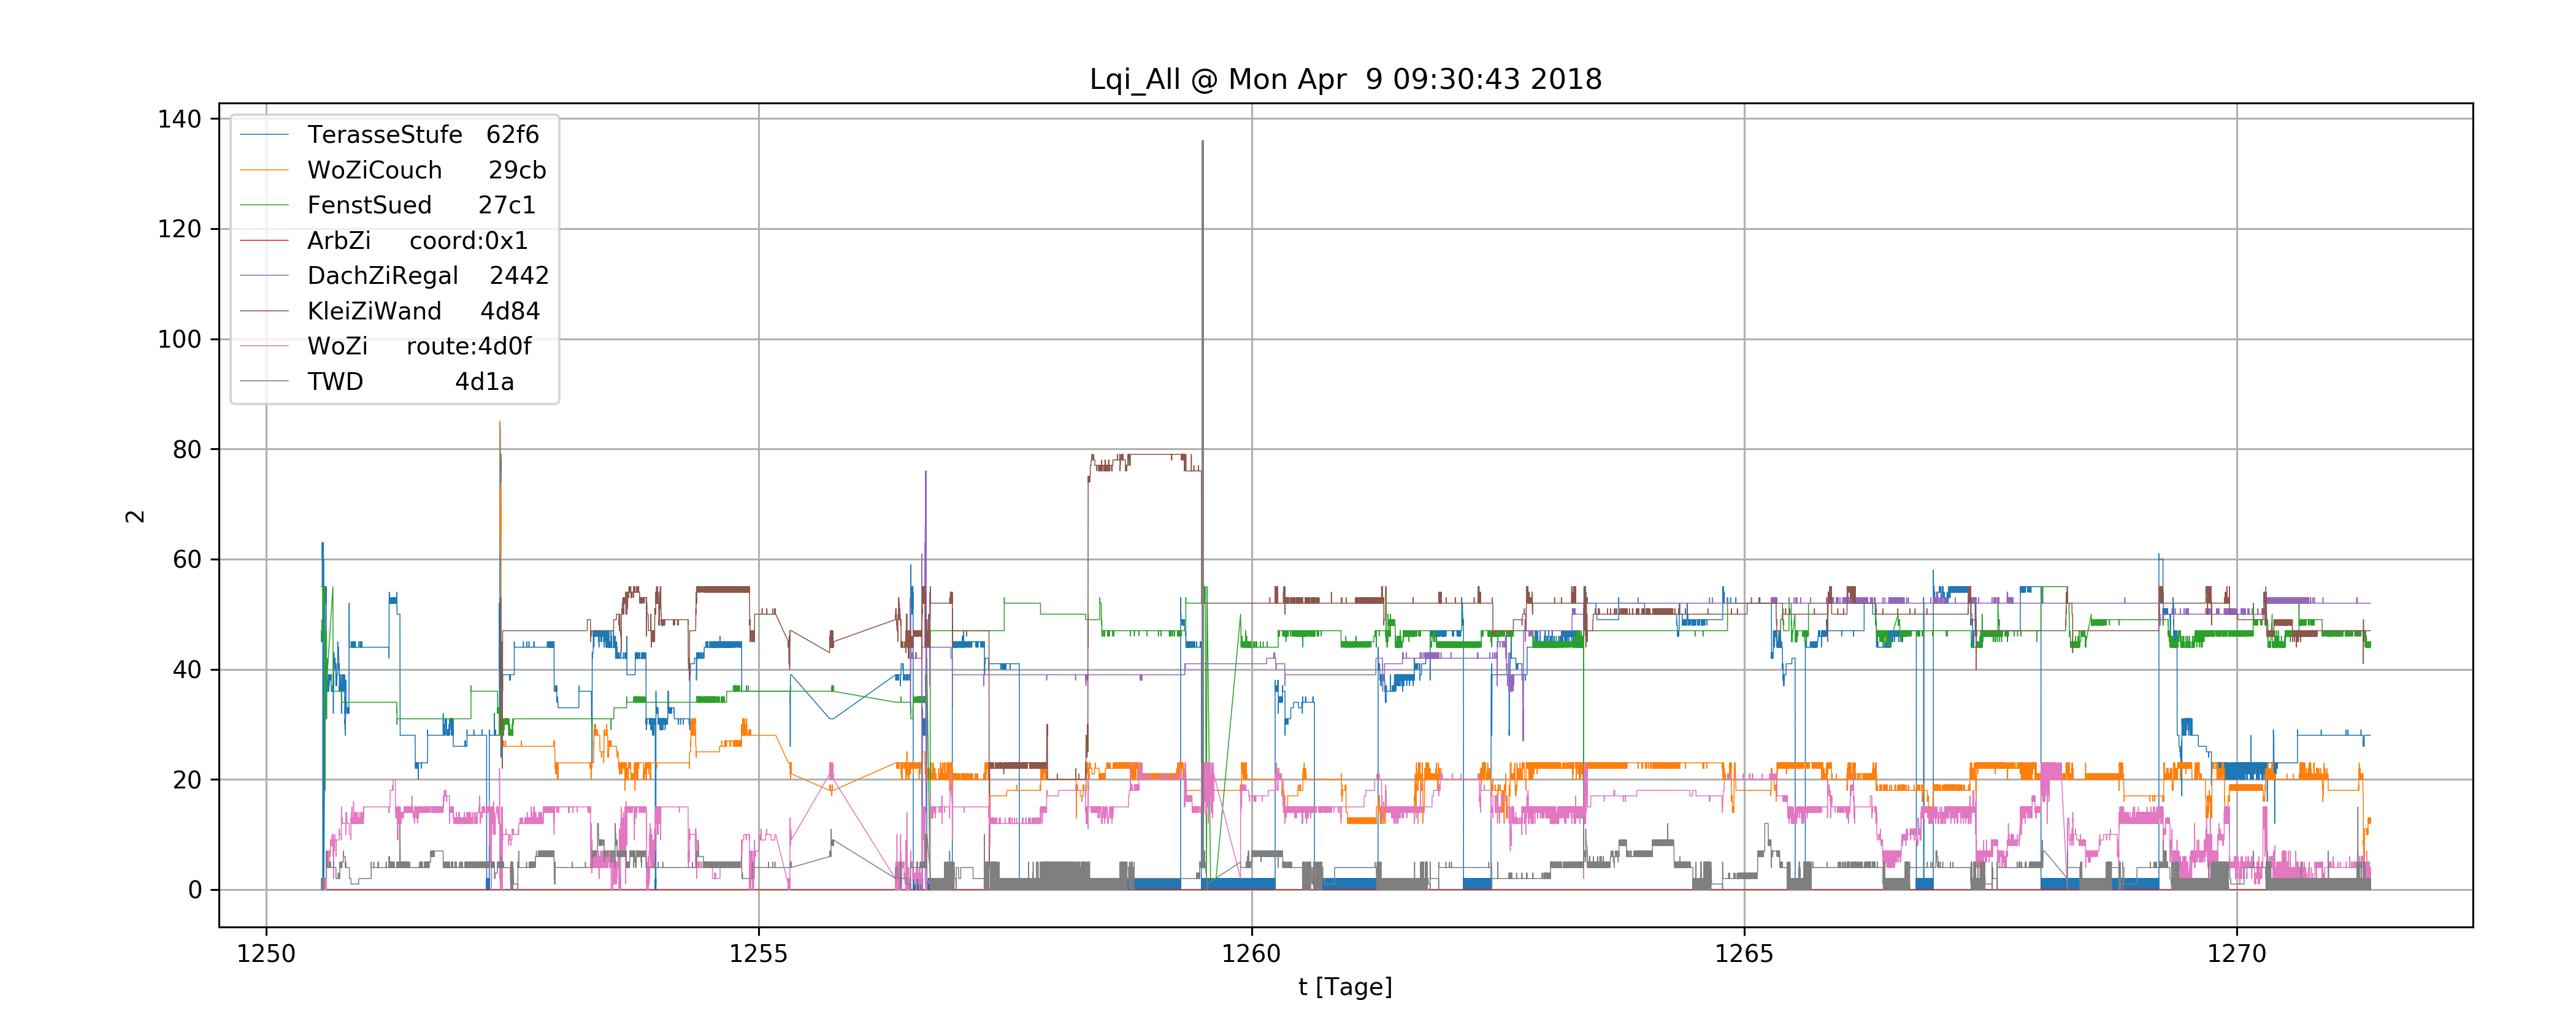 Lqi_All @ Mon Apr  9 09:30:43 2018
140
120
100
80
60
40
20
0
2
TerasseStufe 62f6
WoZiCouch 29cb
FenstSued 27c1
ArbZi coord:0x1
DachZiRegal 2442
KleiZiWand 4d84
WoZi route:4d0f
TWD 4d1a
1250 1255 1260 1265 1270
t [Tage]